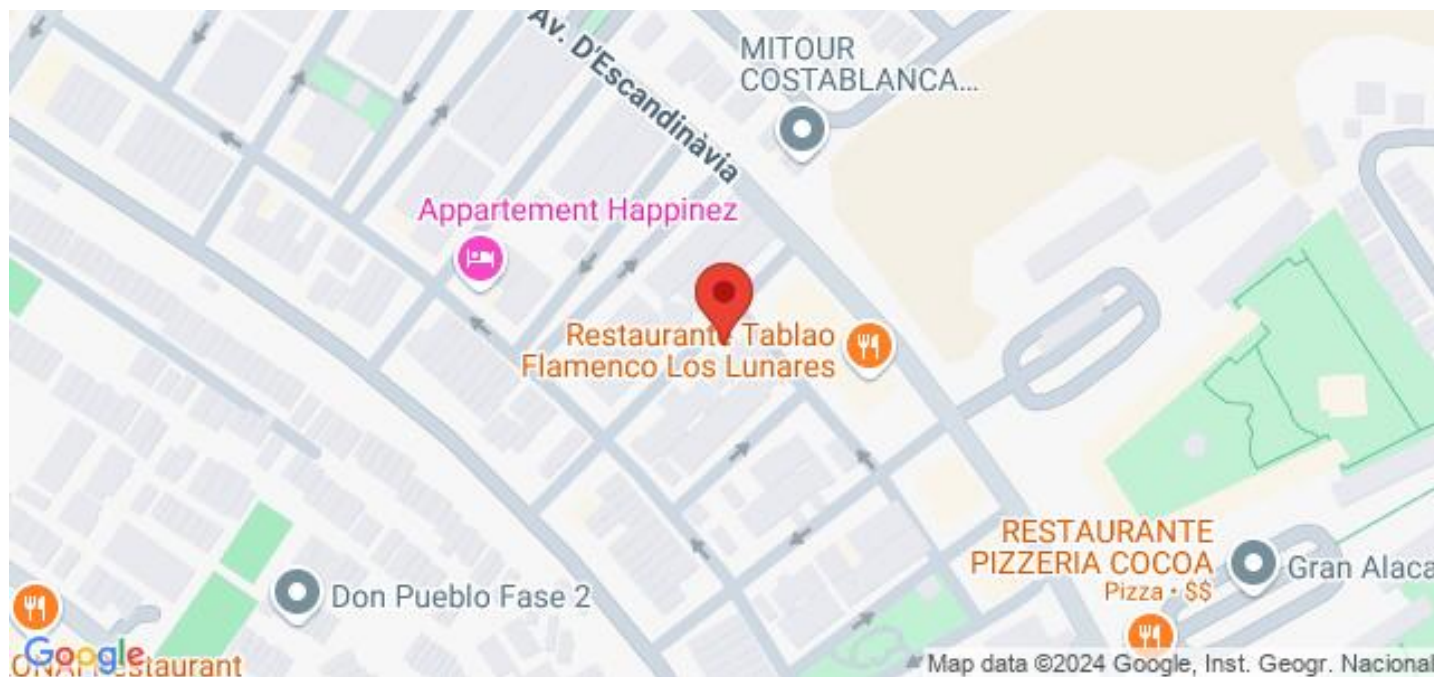 Av. D'Escandinàvia
MITOUR
COSTABLANCA...
Appartement Happinez
Restaurante Tablao
Flamenco Los Lunares
RESTAURANTE
PIZZERIA COCOA
Pizza • $$
Gran Alaca
Don Pueblo Fase 2
Google
Restaurant
Map data ©2024 Google, Inst. Geogr. Nacional